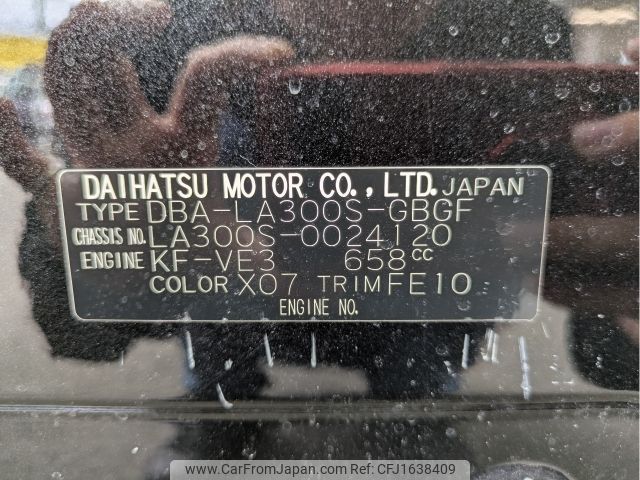 DAIHATSU MOTOR CO., LTD. JAPAN
TYPE DBA-LA300S-GBGF
CHASSIS NO. LA300S-0024120
ENGINE KF-VE3 658CC
COLOR X07 TRIM FE10
ENGINE NO.
www.CarFromJapan.com | Ref No. CFJ1638409